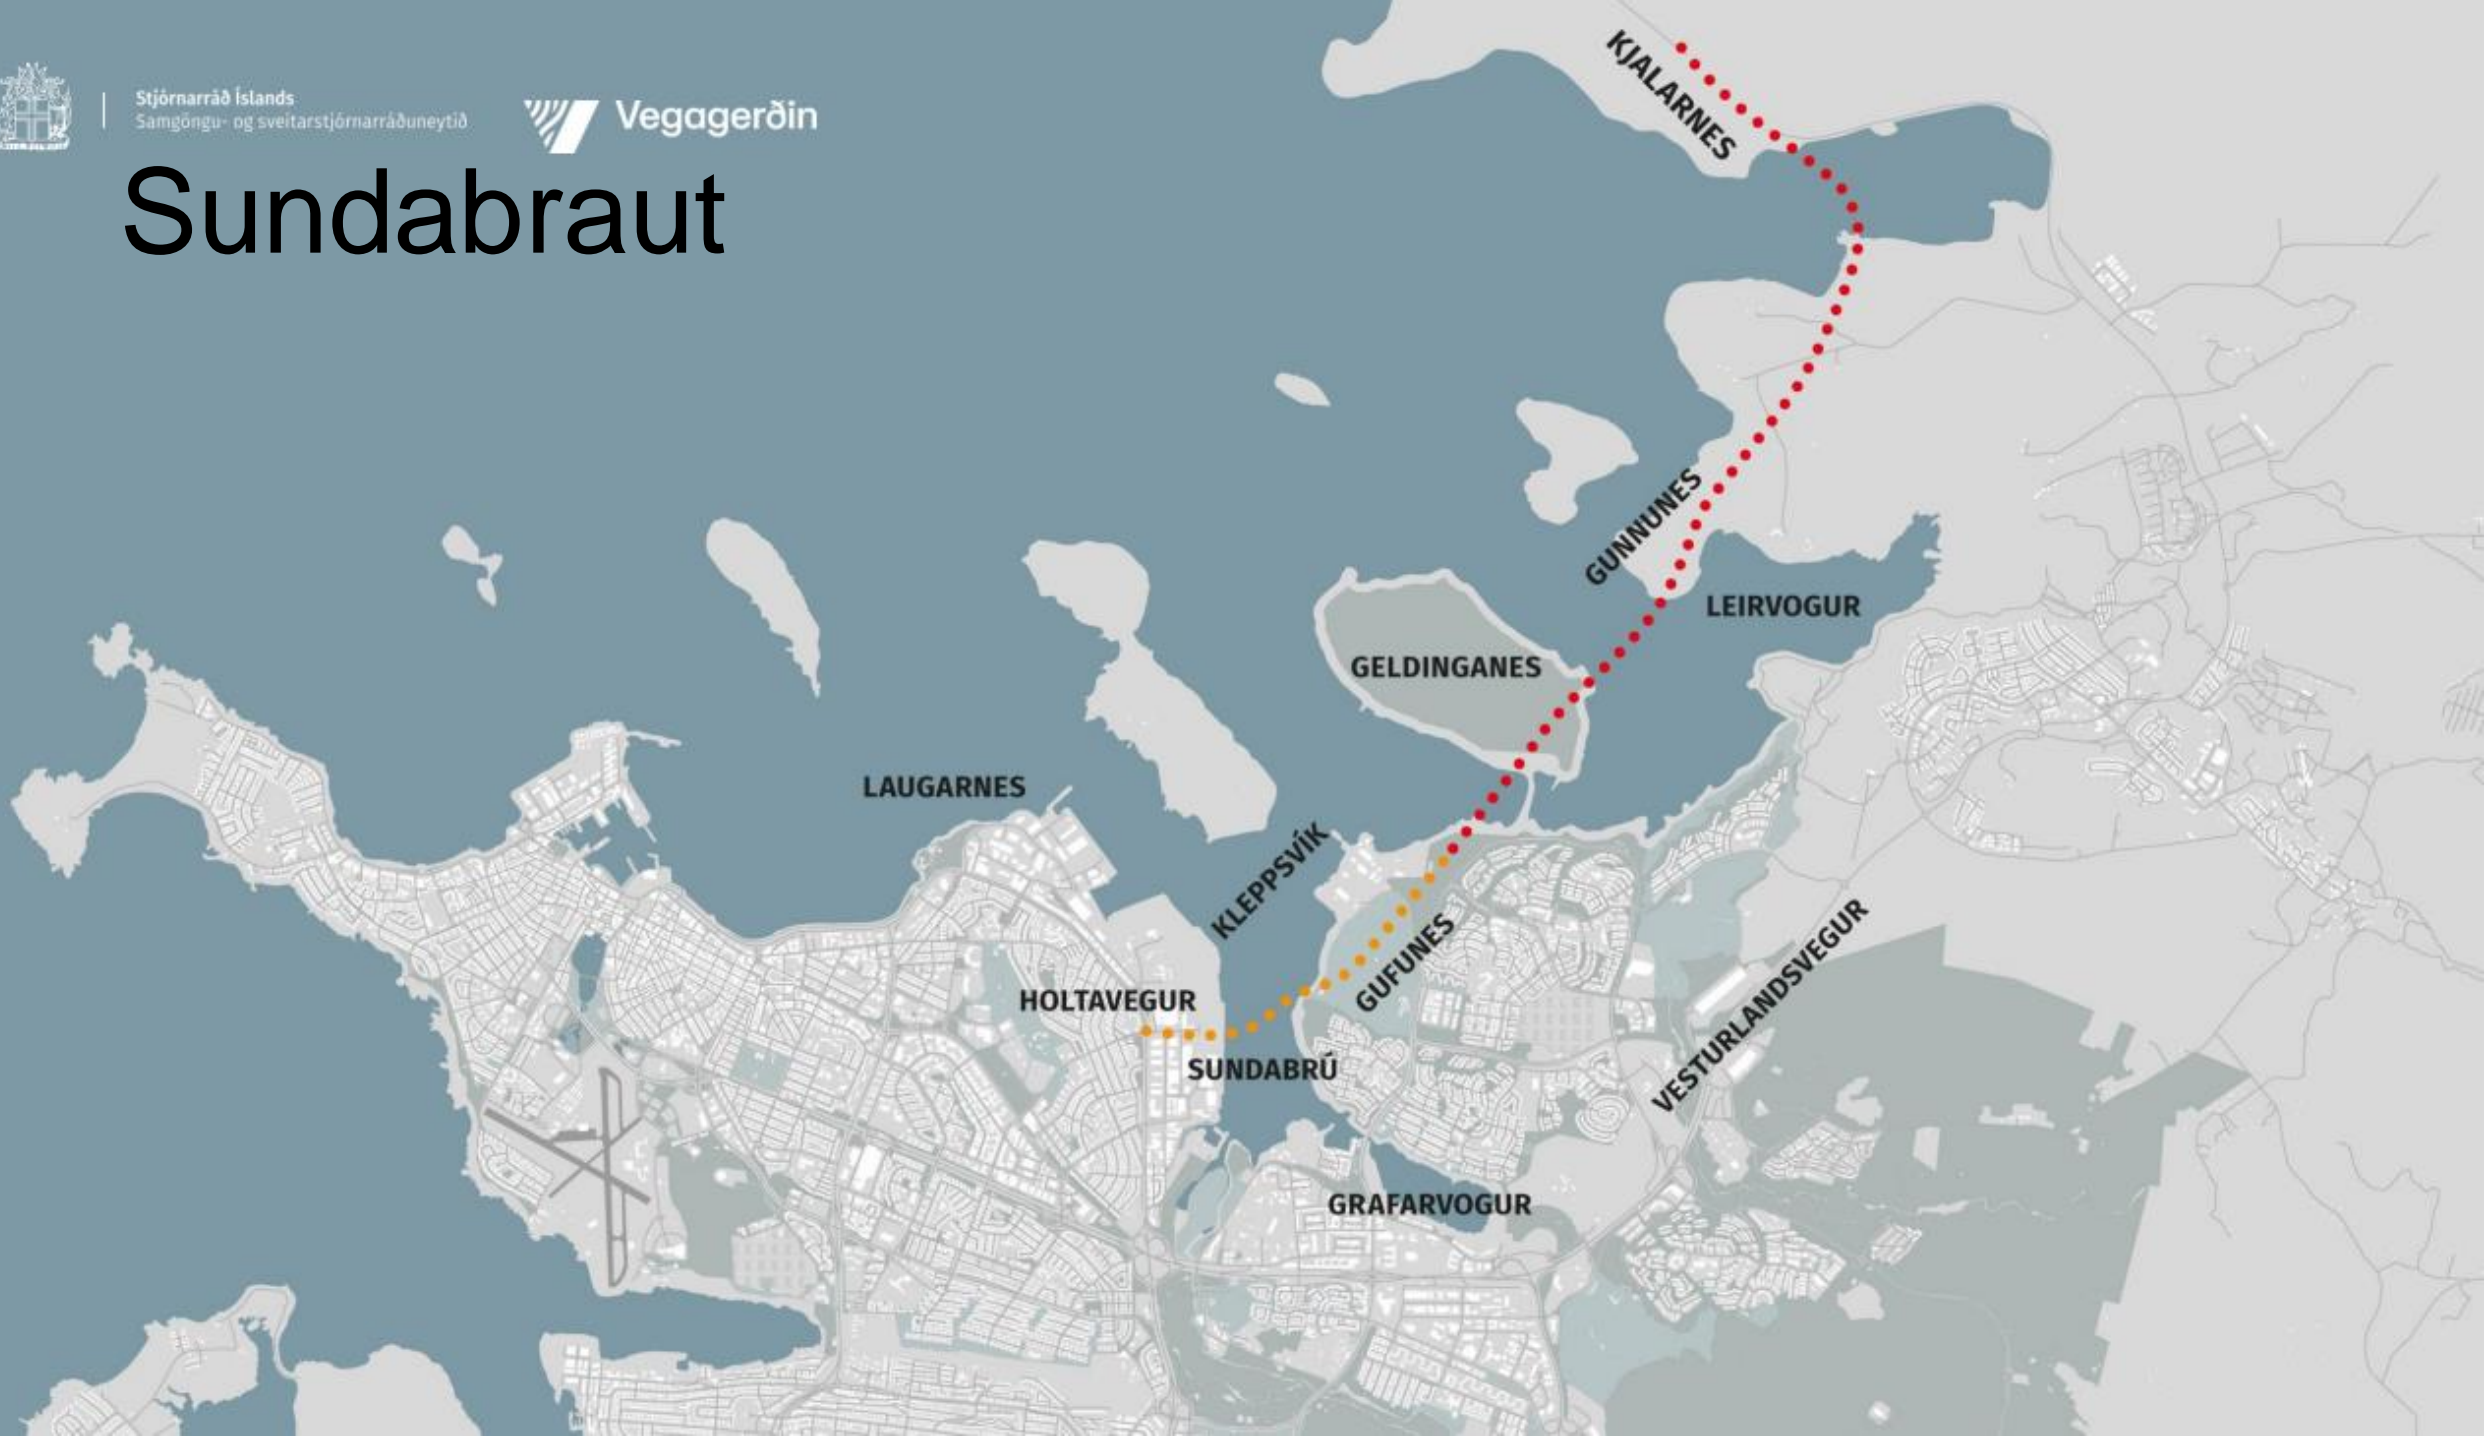 Stjórnarráð Íslands
Samgöngu- og sveitarstjórnarráðuneytið
Vegagerðin
Sundabraut
KJALARNES
GUNNUNES
LEIRVOGUR
GELDINGANES
LAUGARNES
KLEPPSVÍK
GUFUNES
HOLTAVEGUR
SUNDABRÚ
VESTURLANDSVEGUR
GRAFARVOGUR